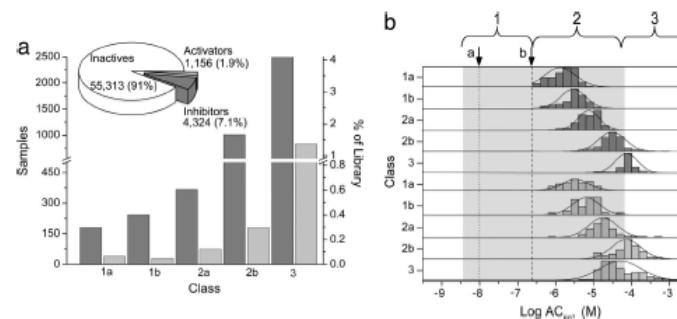 a
Inactives
55,313 (91%)
Activators
1,156 (1.9%)
Inhibitors
4,324 (7.1%)
Samples
2500
2000
1500
1000
450
300
150
0
4
3
2
1
0.8
0.6
0.4
0.2
0.0
% of Library
1a 1b 2a 2b 3
Class
b
1 2 3
a b
Class
1a
1b
2a
2b
3
1a
1b
2a
2b
3
-9 -8 -7 -6 -5 -4 -3
Log AC (M)